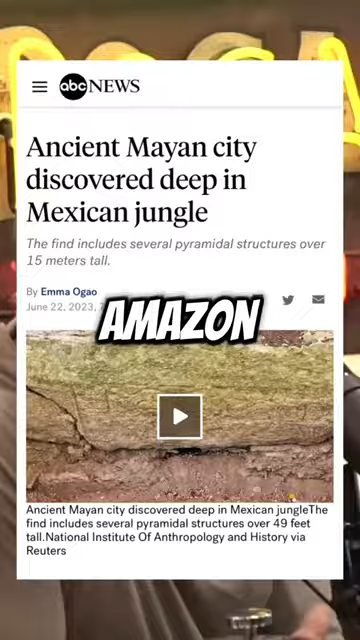 abc NEWS
Ancient Mayan city
discovered deep in
Mexican jungle
The find includes several pyramidal structures over
15 meters tall.
By Emma Ogao
June 22, 2023,
AMAZON
Ancient Mayan city discovered deep in Mexican jungleThe
find includes several pyramidal structures over 49 feet
tall.National Institute Of Anthropology and History via
Reuters